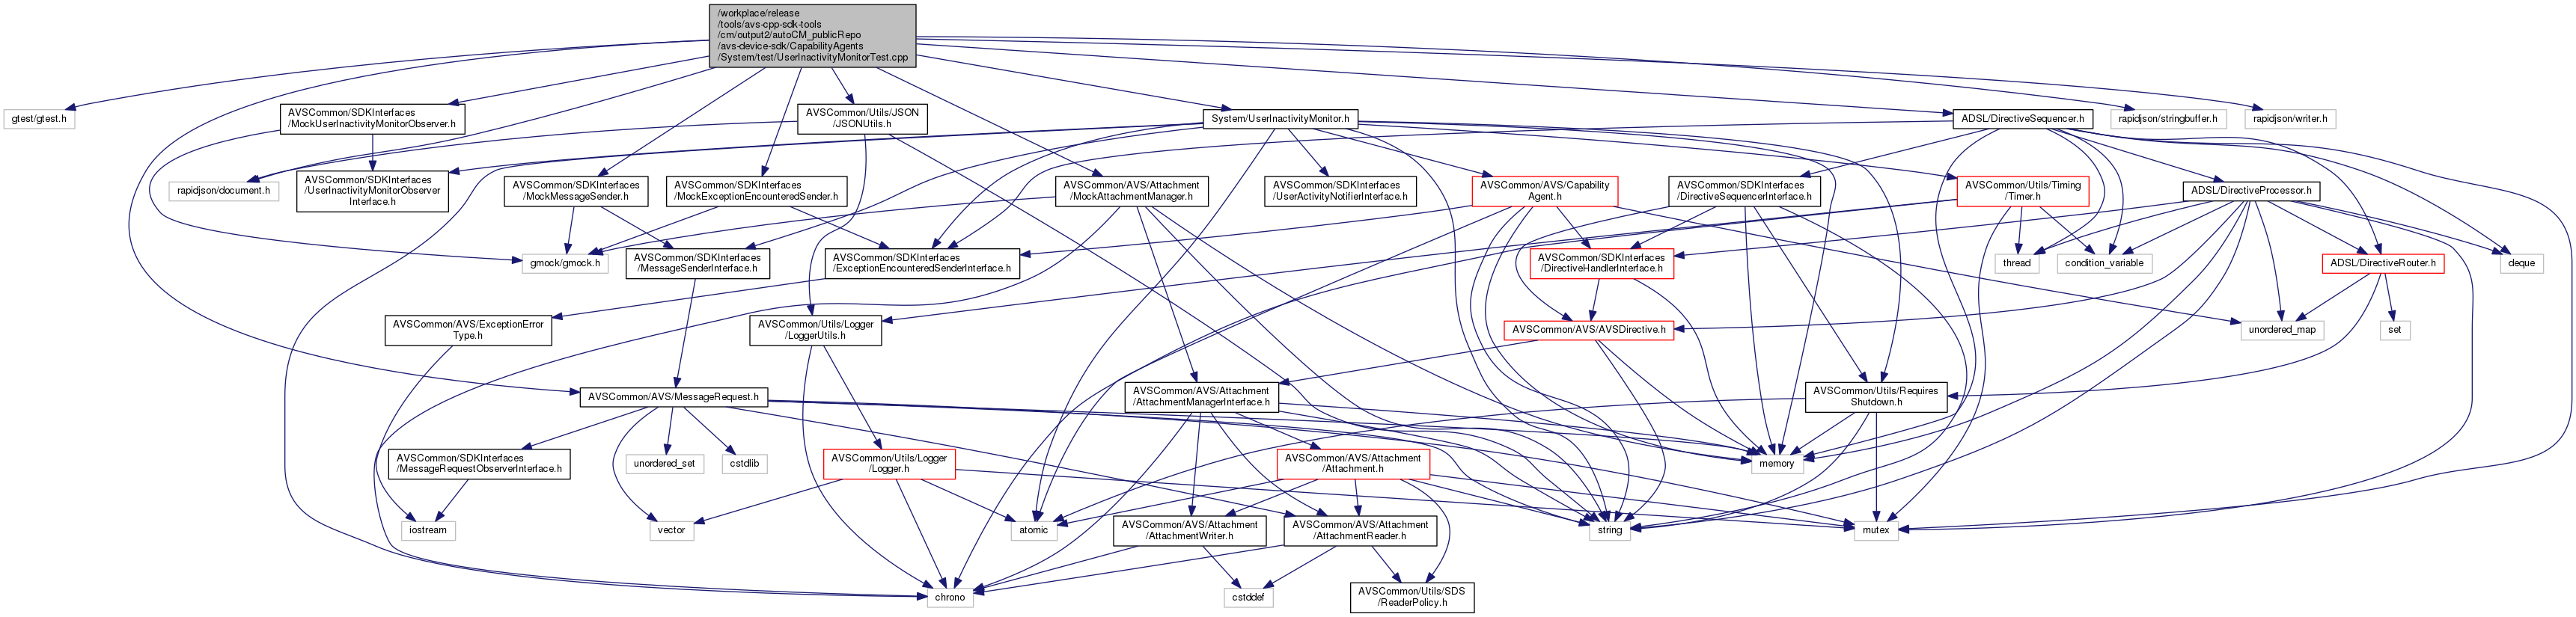 /workplace/release
/tools/avs-cpp-sdk-tools
/cm/output2/autoCM_publicRepo
/avs-device-sdk/CapabilityAgents
/System/test/UserInactivityMonitorTest.cpp
gtest/gtest.h
AVSCommon/SDKInterfaces
/MockUserInactivityMonitorObserver.h
AVSCommon/Utils/JSON
/JSONUtils.h
System/UserInactivityMonitor.h
ADSL/DirectiveSequencer.h
rapidjson/stringbuffer.h
rapidjson/writer.h
rapidjson/document.h
AVSCommon/SDKInterfaces
/UserInactivityMonitorObserver
Interface.h
AVSCommon/SDKInterfaces
/MockMessageSender.h
AVSCommon/SDKInterfaces
/MockExceptionEncounteredSender.h
AVSCommon/AVS/Attachment
/MockAttachmentManager.h
AVSCommon/SDKInterfaces
/UserActivityNotifierInterface.h
AVSCommon/AVS/Capability
Agent.h
AVSCommon/SDKInterfaces
/DirectiveSequencerInterface.h
AVSCommon/Utils/Timing
/Timer.h
ADSL/DirectiveProcessor.h
gmock/gmock.h
AVSCommon/SDKInterfaces
/MessageSenderInterface.h
AVSCommon/SDKInterfaces
/ExceptionEncounteredSenderInterface.h
AVSCommon/SDKInterfaces
/DirectiveHandlerInterface.h
thread
condition_variable
ADSL/DirectiveRouter.h
deque
AVSCommon/AVS/ExceptionError
Type.h
AVSCommon/Utils/Logger
/LoggerUtils.h
AVSCommon/AVS/AVSDirective.h
unordered_map
set
AVSCommon/AVS/MessageRequest.h
AVSCommon/AVS/Attachment
/AttachmentManagerInterface.h
AVSCommon/Utils/Requires
Shutdown.h
AVSCommon/SDKInterfaces
/MessageRequestObserverInterface.h
unordered_set
cstdlib
AVSCommon/Utils/Logger
/Logger.h
AVSCommon/AVS/Attachment
/Attachment.h
memory
iostream
vector
atomic
AVSCommon/AVS/Attachment
/AttachmentWriter.h
AVSCommon/AVS/Attachment
/AttachmentReader.h
string
mutex
chrono
cstddef
AVSCommon/Utils/SDS
/ReaderPolicy.h